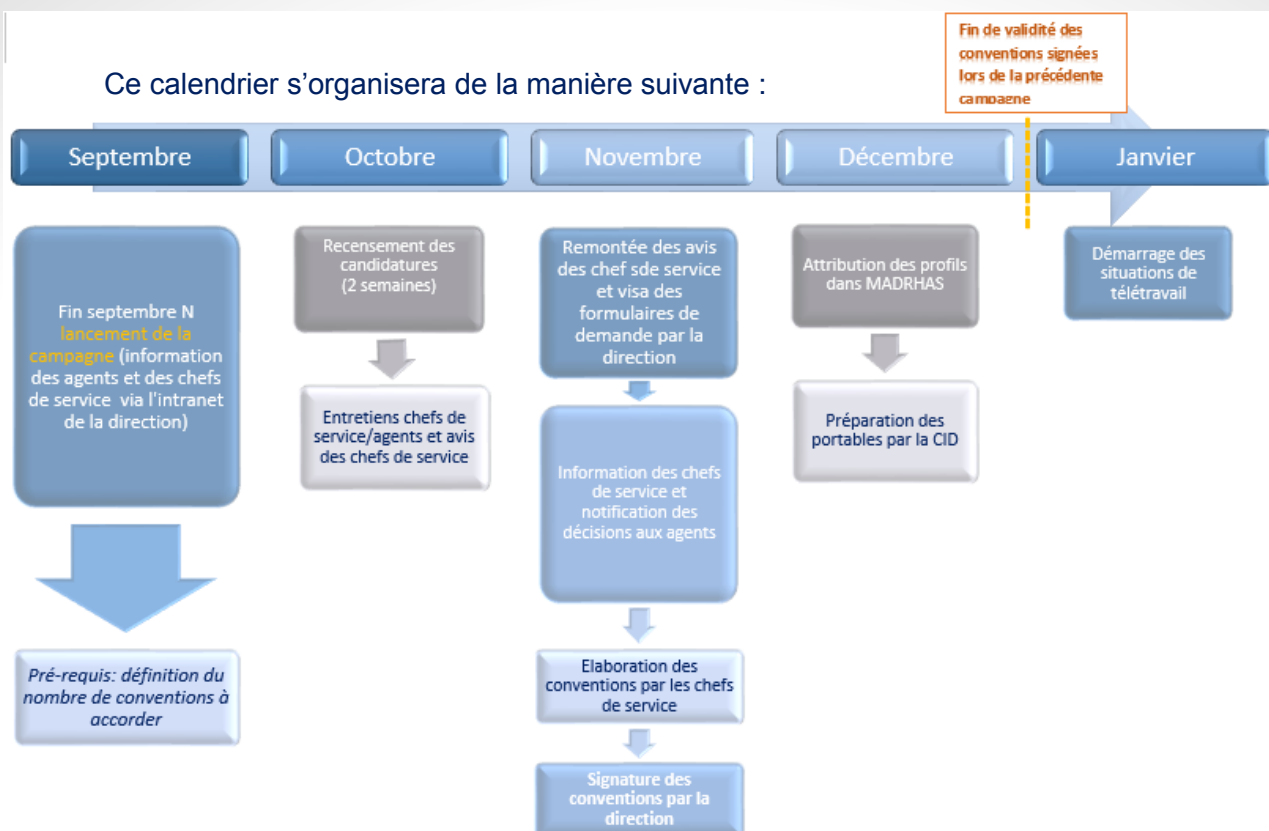 Fin de validité des
conventions signées
lors de la précédente
campagne
Ce calendrier s’organisera de la manière suivante :
Septembre
Octobre
Novembre
Décembre
Janvier
Fin septembre N
lancement de la
campagne (information
des agents et des chefs
de service via l'intranet
de la direction)
Pré-requis: définition du
nombre de conventions à
accorder
Recensement des
candidatures
(2 semaines)
Entretiens chefs de
service/agents et avis
des chefs de service
Remontée des avis
des chef sde service
et visa des
formulaires de
demande par la
direction
Information des chefs
de service et
notification des
décisions aux agents
Elaboration des
conventions par les chefs
de service
Signature des
conventions par la
direction
Attribution des profils
dans MADRHAS
Préparation des
portables par la CID
Démarrage des
situations de
télétravail